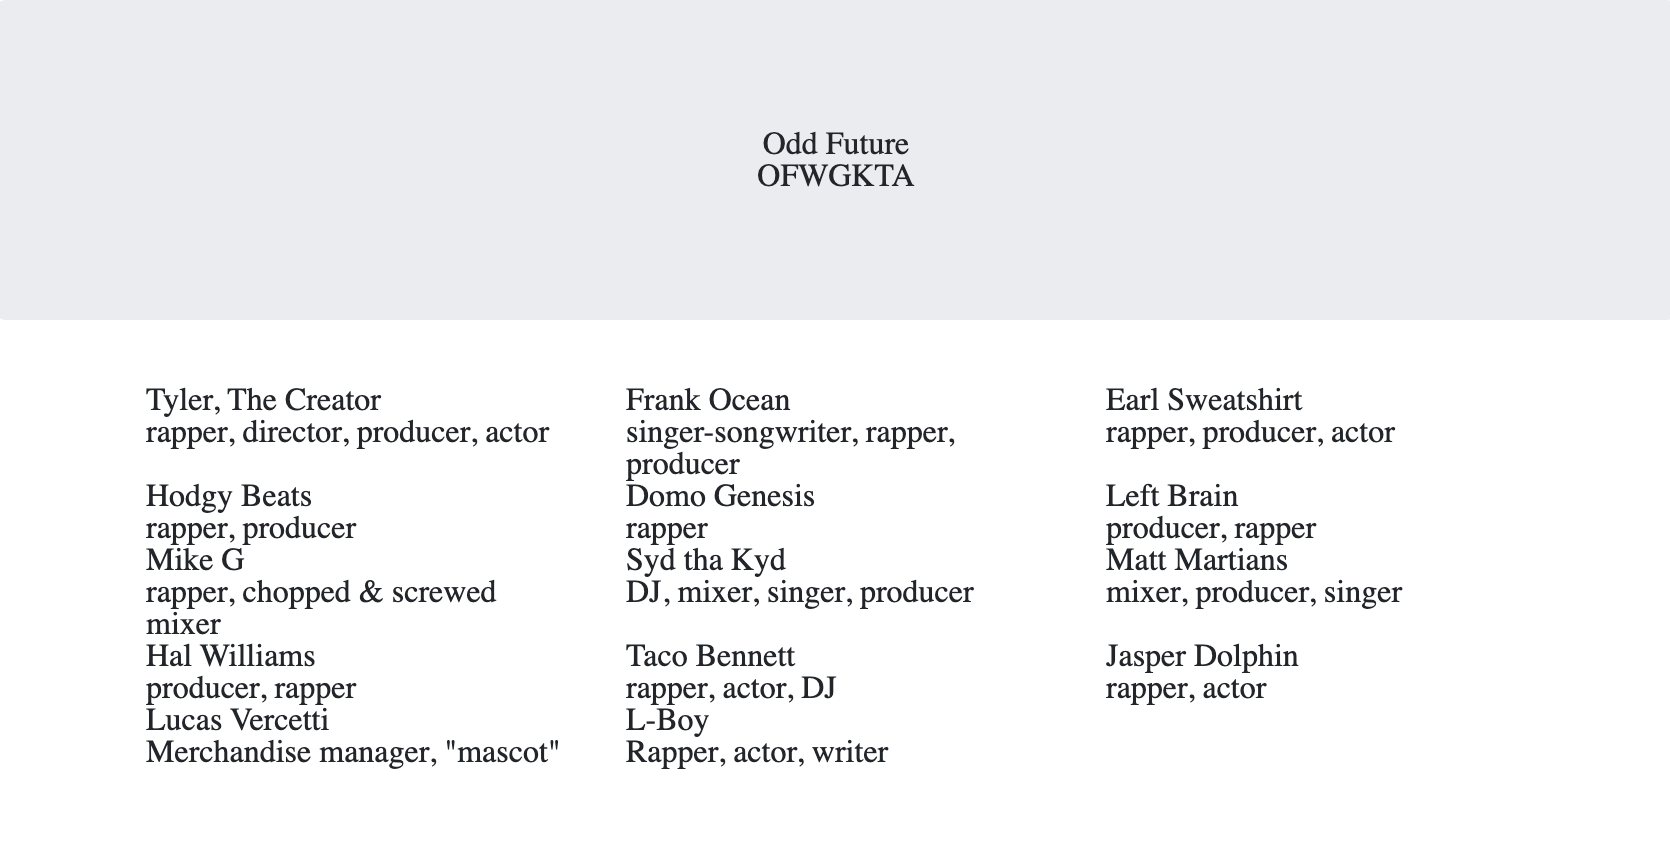 Odd Future
OFWGKTA
Tyler, The Creator
rapper, director, producer, actor
Frank Ocean
singer-songwriter, rapper,
producer
Earl Sweatshirt
rapper, producer, actor
Hodgy Beats
rapper, producer
Domo Genesis
rapper
Left Brain
producer, rapper
Mike G
rapper, chopped & screwed
mixer
Syd tha Kyd
DJ, mixer, singer, producer
Matt Martians
mixer, producer, singer
Hal Williams
producer, rapper
Taco Bennett
rapper, actor, DJ
Jasper Dolphin
rapper, actor
Lucas Vercetti
Merchandise manager, "mascot"
L-Boy
Rapper, actor, writer